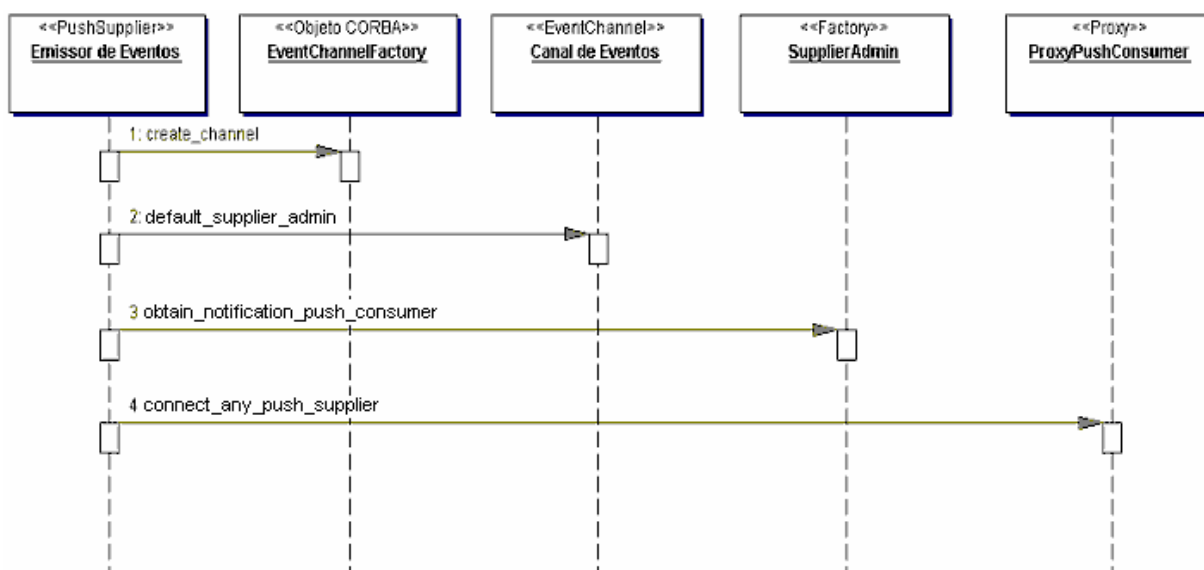 <<PushSupplier>>
Emissor de Eventos
<<Objeto CORBA>>
EventChannelFactory
<<EventChannel>>
Canal de Eventos
<<Factory>>
SupplierAdmin
<<Proxy>>
ProxyPushConsumer
1: create_channel
2: default_supplier_admin
3 obtain_notification_push_consumer
4 connect_any_push_supplier